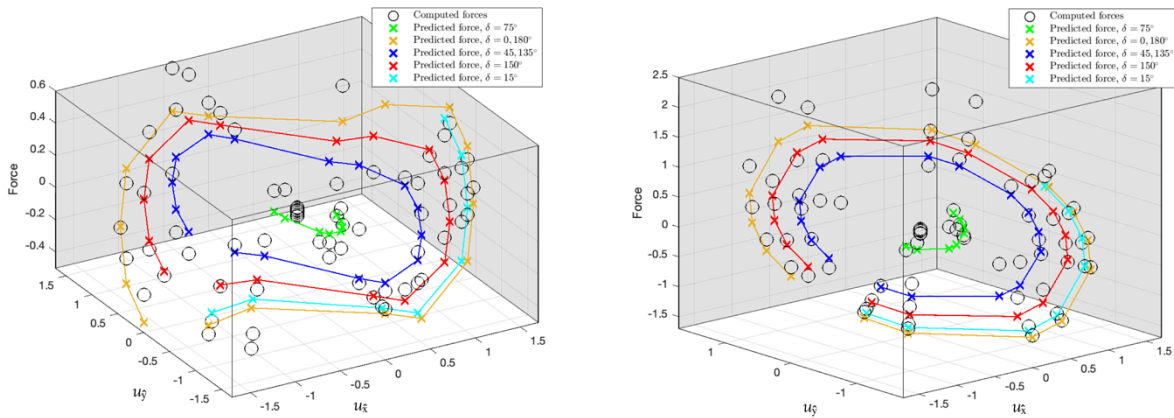 Computed forces
Predicted force, δ = 75°
Predicted force, δ = 0, 180°
Predicted force, δ = 45, 135°
Predicted force, δ = 150°
Predicted force, δ = 15°
0.6
0.4
0.2
0
-0.2
-0.4
Force
1.5
1
0.5
0
-0.5
-1
-1.5
u_ŷ
-1.5
-1
-0.5
0
0.5
1
1.5
u_x̂
Computed forces
Predicted force, δ = 75°
Predicted force, δ = 0, 180°
Predicted force, δ = 45, 135°
Predicted force, δ = 150°
Predicted force, δ = 15°
2.5
2
1.5
1
0.5
0
-0.5
-1
-1.5
Force
1
0
-1
u_ŷ
-1.5
-1
-0.5
0
0.5
1
1.5
u_x̂